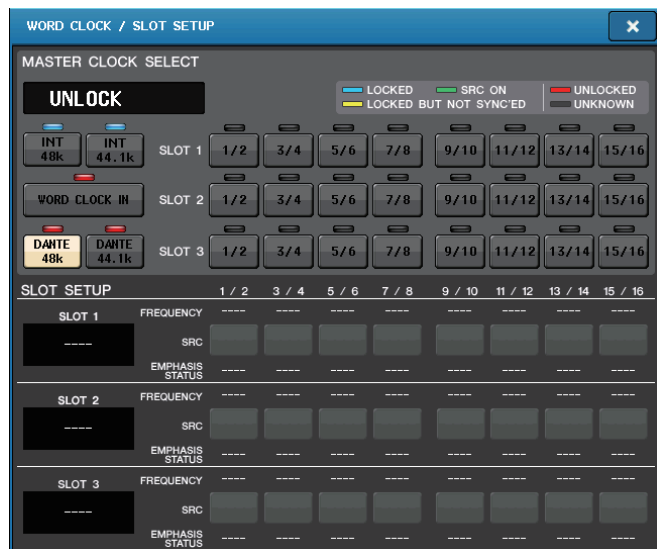 WORD CLOCK / SLOT SETUP
MASTER CLOCK SELECT
UNLOCK
LOCKED SRC ON UNLOCKED
LOCKED BUT NOT SYNC'ED UNKNOWN
INT 48k INT 44.1k SLOT 1 1/2 3/4 5/6 7/8 9/10 11/12 13/14 15/16
WORD CLOCK IN SLOT 2 1/2 3/4 5/6 7/8 9/10 11/12 13/14 15/16
DANTE 48k DANTE 44.1k SLOT 3 1/2 3/4 5/6 7/8 9/10 11/12 13/14 15/16
SLOT SETUP 1 / 2 3 / 4 5 / 6 7 / 8 9 / 10 11 / 12 13 / 14 15 / 16
SLOT 1 FREQUENCY ---- ---- ---- ---- ---- ---- ---- ----
---- SRC
EMPHASIS STATUS ---- ---- ---- ---- ---- ---- ---- ----
SLOT 2 FREQUENCY ---- ---- ---- ---- ---- ---- ---- ----
---- SRC
EMPHASIS STATUS ---- ---- ---- ---- ---- ---- ---- ----
SLOT 3 FREQUENCY ---- ---- ---- ---- ---- ---- ---- ----
---- SRC
EMPHASIS STATUS ---- ---- ---- ---- ---- ---- ---- ----